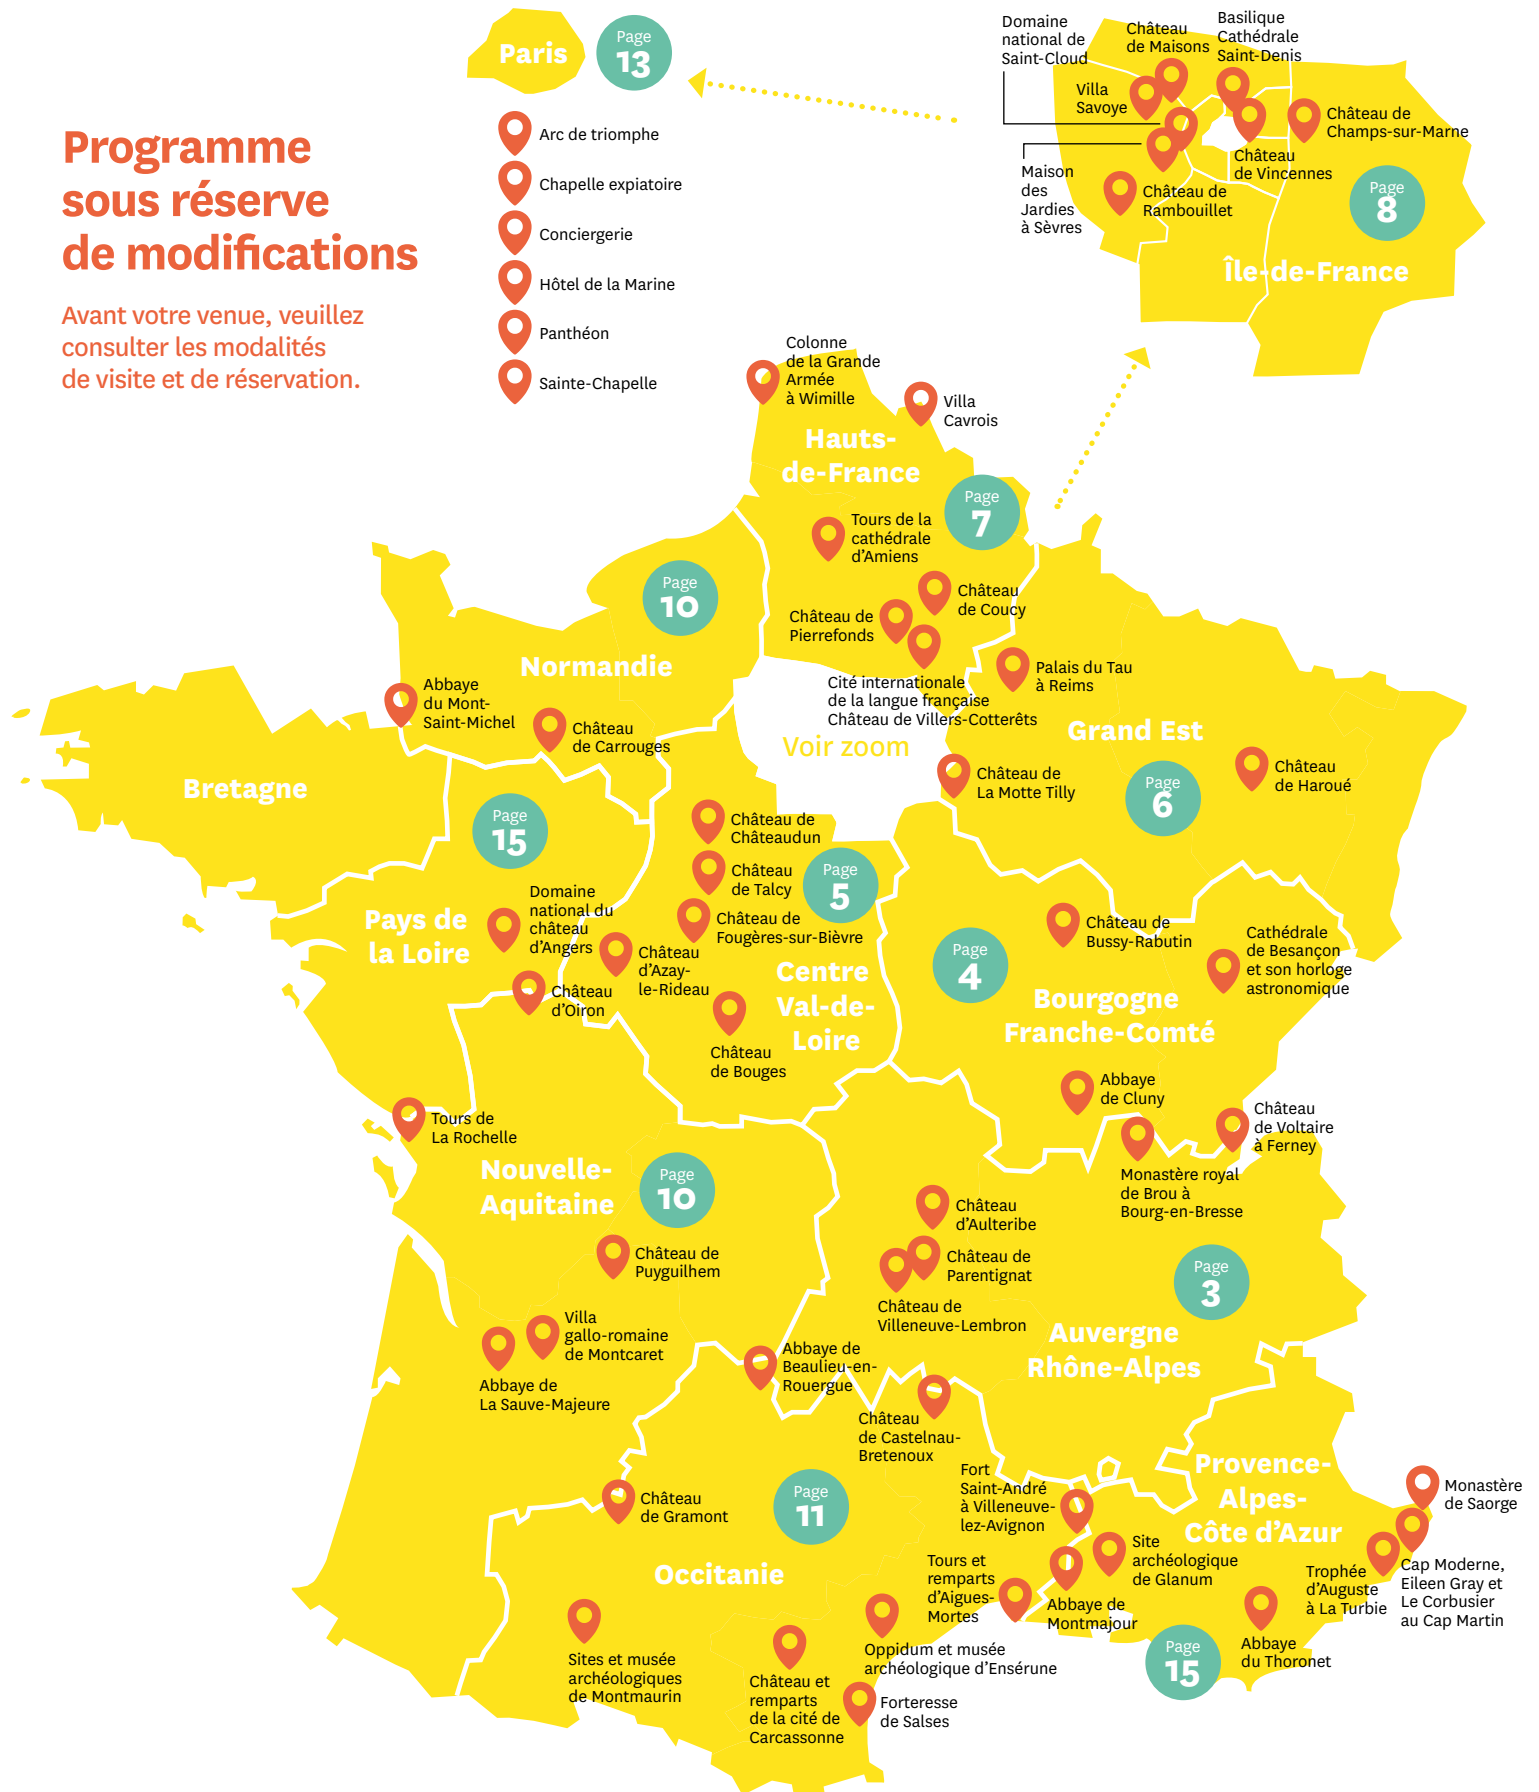 Programme
sous réserve
de modifications
Avant votre venue, veuillez
consulter les modalités
de visite et de réservation.
Paris
Page
13
Arc de triomphe
Chapelle expiatoire
Conciergerie
Hôtel de la Marine
Panthéon
Sainte-Chapelle
Domaine
national de
Saint-Cloud
Château
de Maisons
Basilique
Cathédrale
Saint-Denis
Villa
Savoye
Château de
Champs-sur-Marne
Maison
des
Jardies
à Sèvres
Château
de Vincennes
Château de
Rambouillet
Page
8
Île-de-France
Colonne
de la Grande
Armée
à Wimille
Villa
Cavrois
Hauts-
de-France
Page
7
Tours de la
cathédrale
d'Amiens
Château
de Coucy
Château de
Pierrefonds
Cité internationale
de la langue française
Château de Villers-Cotterêts
Voir zoom
Page
10
Normandie
Abbaye
du Mont-
Saint-Michel
Château
de Carrouges
Palais du Tau
à Reims
Grand Est
Château de
La Motte Tilly
Page
6
Château
de Haroué
Bretagne
Page
15
Pays de
la Loire
Domaine
national du
château
d'Angers
Château
d'Oiron
Château de
Châteaudun
Château
de Talcy
Page
5
Château de
Fougères-sur-Bièvre
Château
d'Azay-
le-Rideau
Centre
Val-de-
Loire
Château
de Bouges
Page
4
Château de
Bussy-Rabutin
Cathédrale
de Besançon
et son horloge
astronomique
Bourgogne
Franche-Comté
Abbaye
de Cluny
Château
de Voltaire
à Ferney
Monastère royal
de Brou à
Bourg-en-Bresse
Tours de
La Rochelle
Nouvelle-
Aquitaine
Page
10
Château de
Puyguilhem
Villa
gallo-romaine
de Montcaret
Abbaye de
La Sauve-Majeure
Château
d'Aulteribe
Château de
Parentignat
Château de
Villeneuve-Lembron
Page
3
Auvergne
Rhône-Alpes
Abbaye de
Beaulieu-en-
Rouergue
Château
de Castelnau-
Bretenoux
Château
de Gramont
Page
11
Occitanie
Fort
Saint-André
à Villeneuve-
lez-Avignon
Tours et
remparts
d'Aigues-
Mortes
Sites et musée
archéologiques
de Montmaurin
Château et
remparts
de la cité de
Carcassonne
Oppidum et musée
archéologique d'Ensérune
Forteresse
de Salses
Provence-
Alpes-
Côte d'Azur
Site
archéologique
de Glanum
Abbaye de
Montmajour
Page
15
Abbaye
du Thoronet
Monastère
de Saorge
Trophée
d'Auguste
à La Turbie
Cap Moderne,
Eileen Gray et
Le Corbusier
au Cap Martin